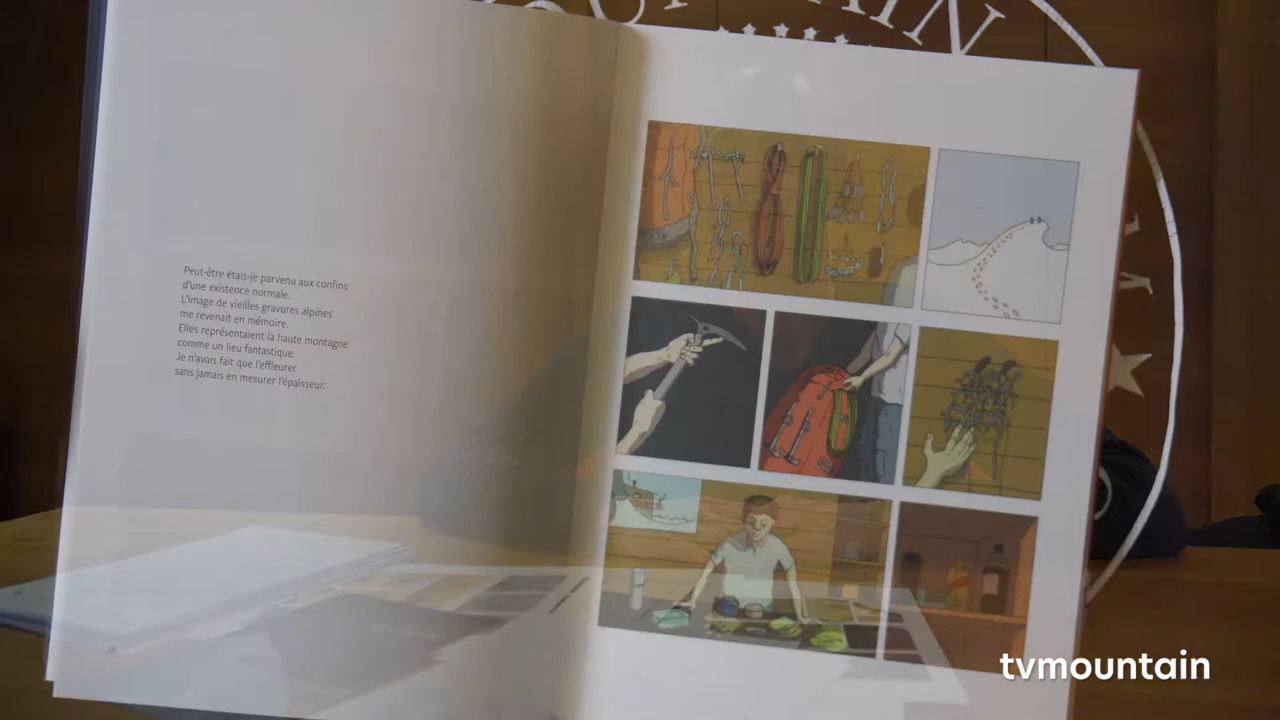 Peut-être étais-je parvenu aux confins
d'une existence normale.
L'image de vieilles gravures alpines
me revenait en mémoire.
Elles représentaient la haute montagne
comme un lieu fantastique.
Je n'avais fait que l'effleurer
sans jamais en mesurer l'épaisseur.
tvmountain